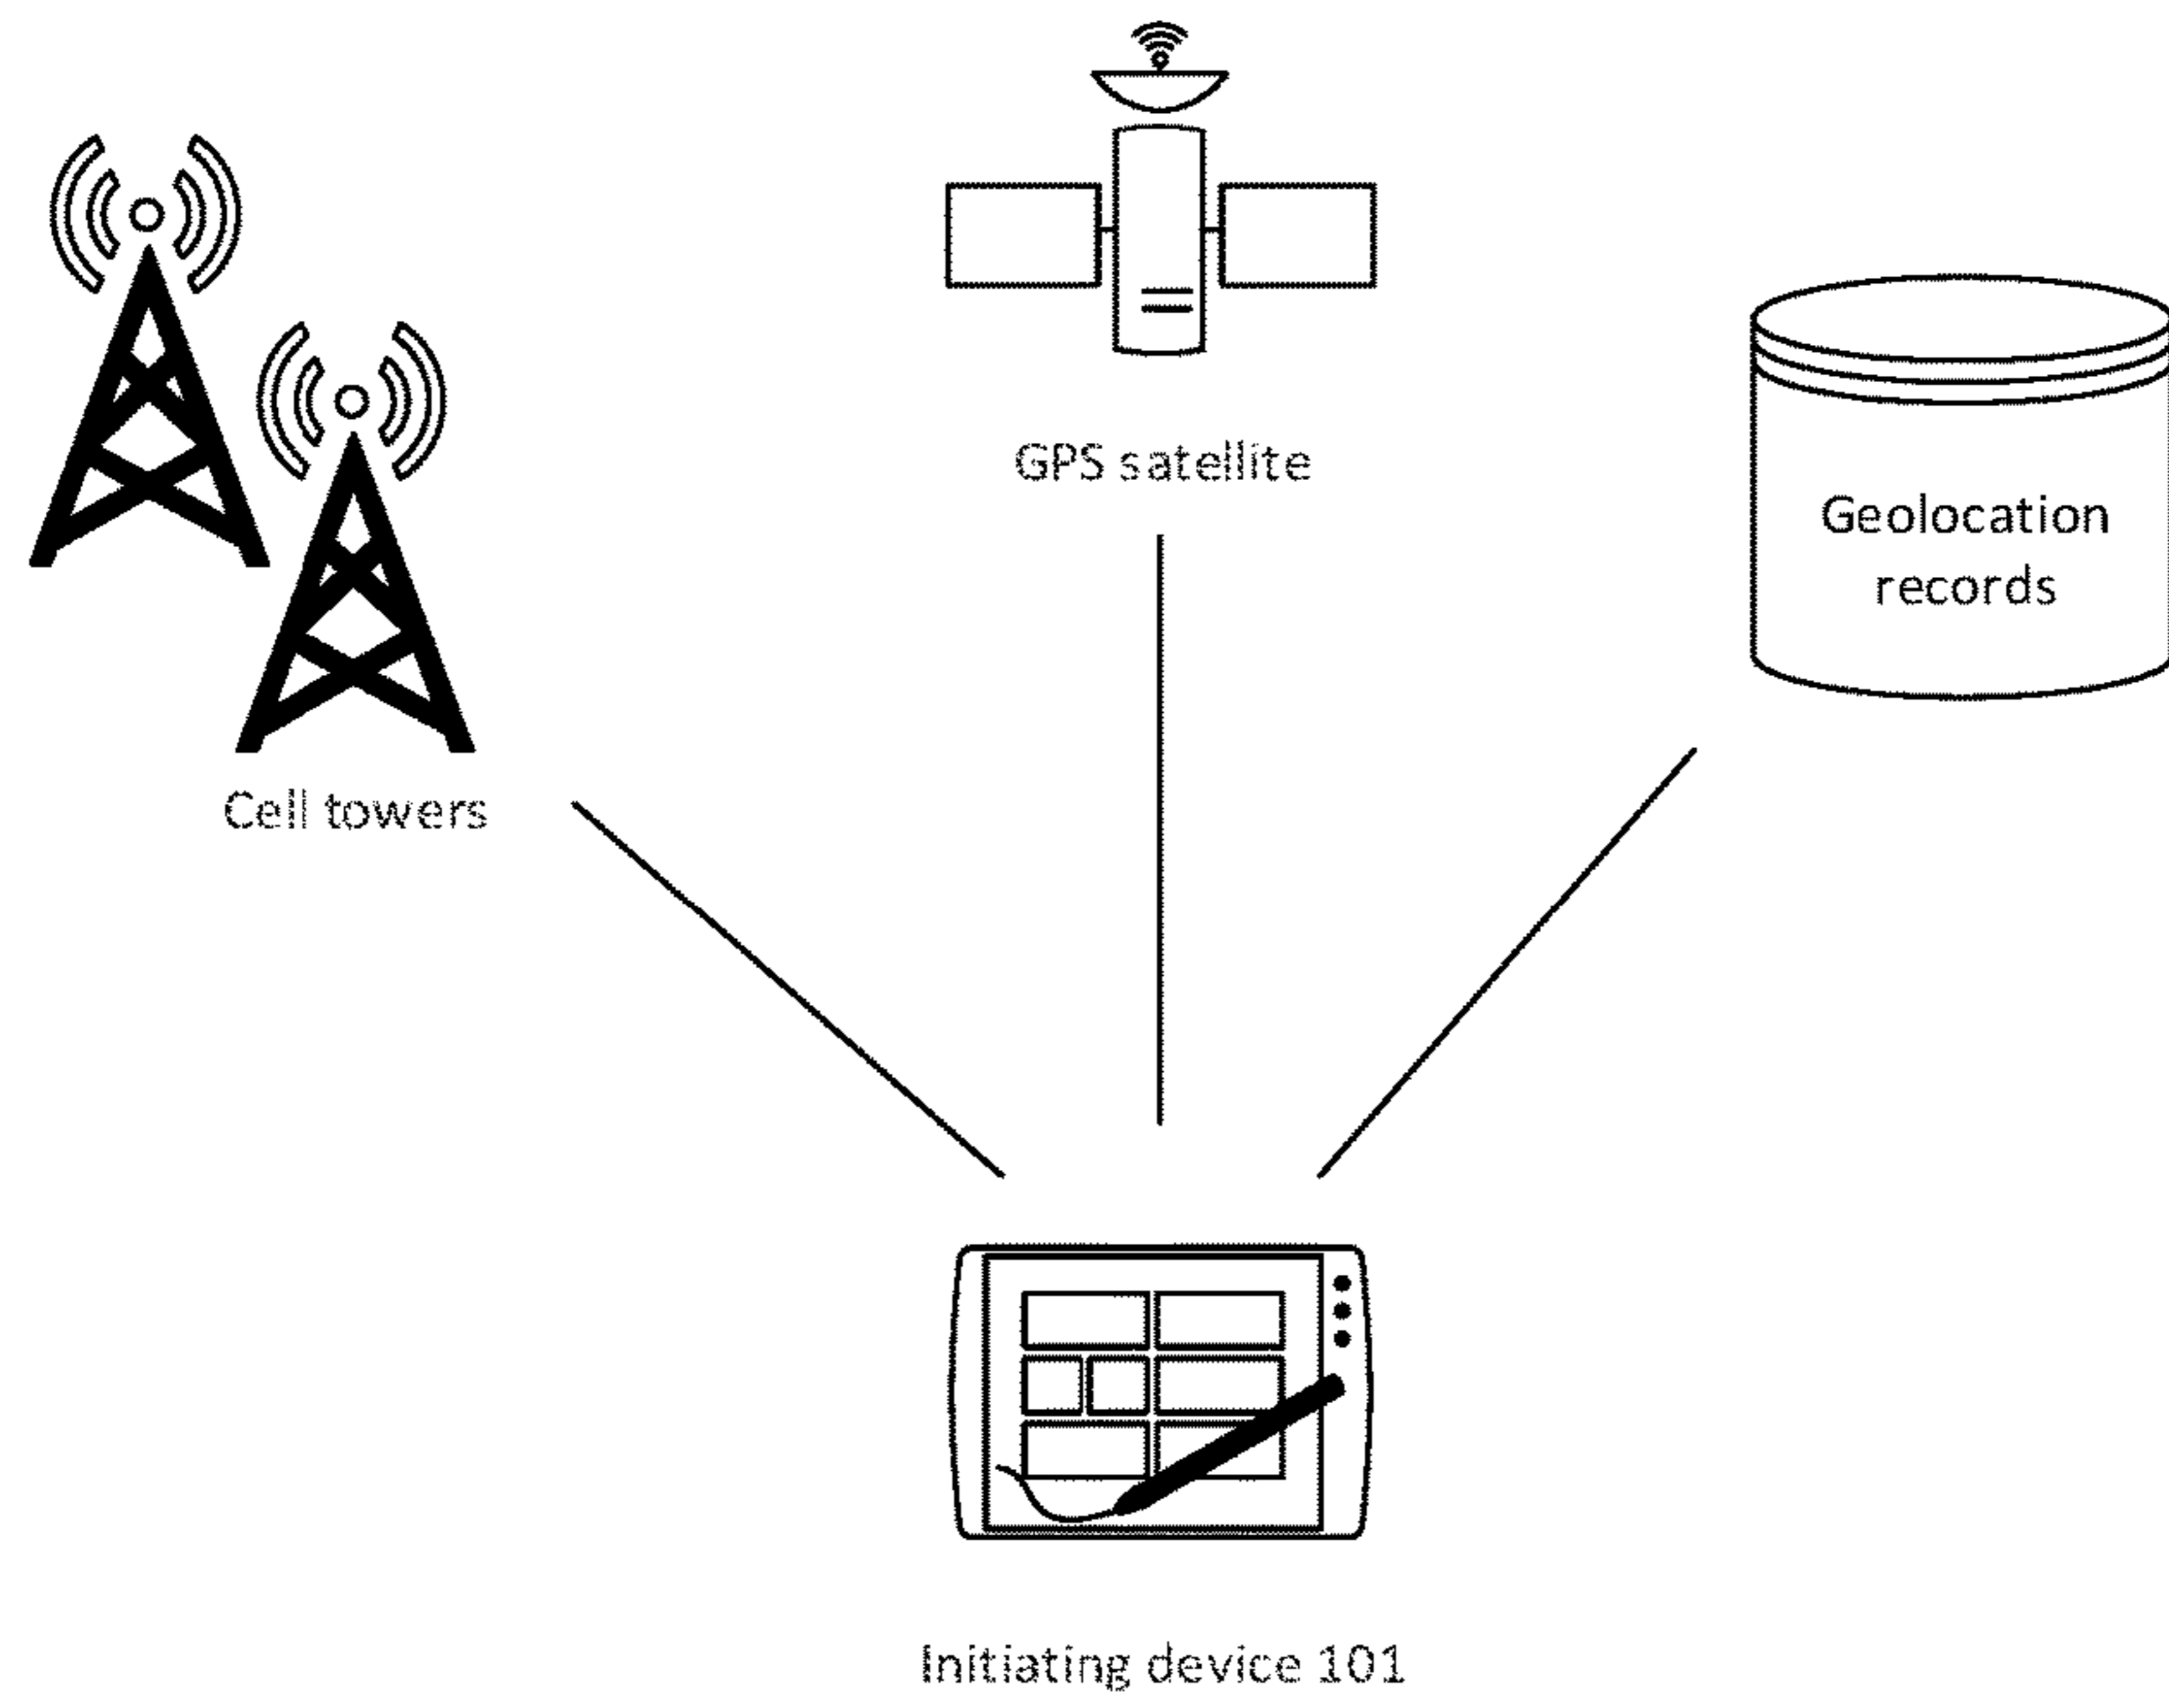 GPS satellite
Geolocation
records
Cell towers
Initiating device 101